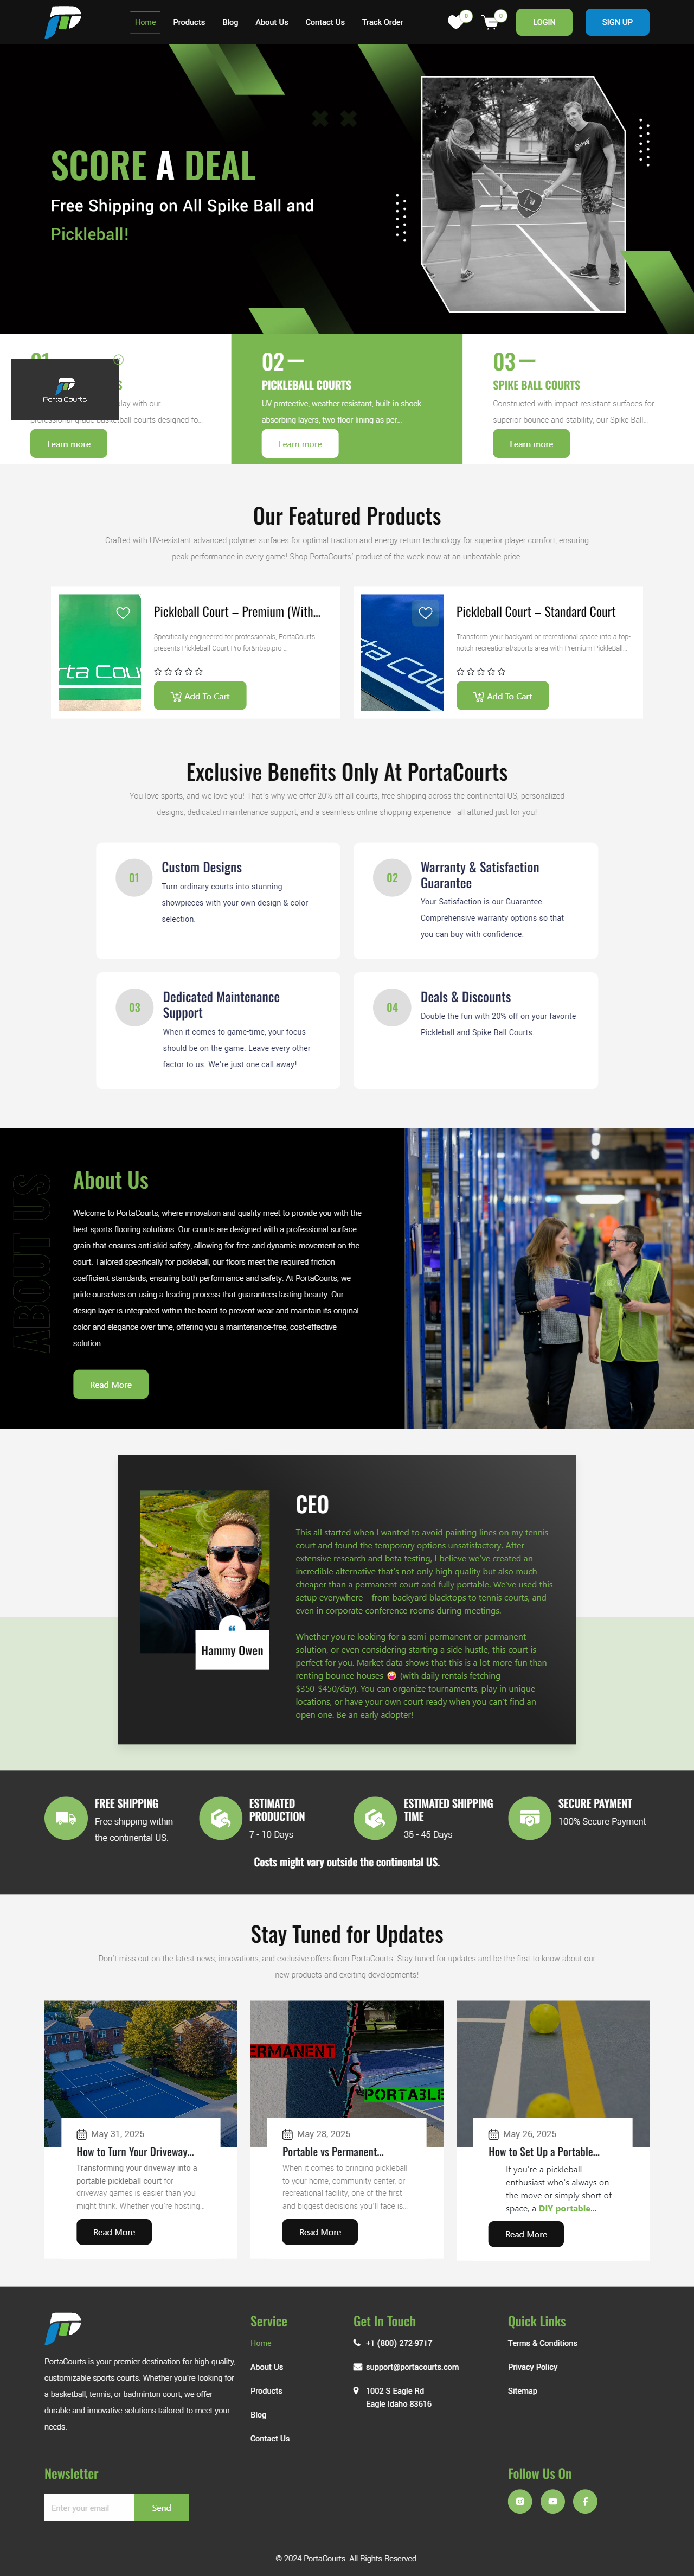 Home Products Blog About Us Contact Us Track Order 0 0 LOGIN SIGN UP
SCORE A DEAL
Free Shipping on All Spike Ball and
Pickleball!
02
PICKLEBALL COURTS
UV protective, weather-resistant, built-in shock-
absorbing layers, two-floor lining as per...
Learn more
03
SPIKE BALL COURTS
Constructed with impact-resistant surfaces for
superior bounce and stability, our Spike Ball...
Learn more
01
Porta Courts
S
play with our
professional-grade basketball courts designed fo...
Learn more
Our Featured Products
Crafted with UV-resistant advanced polymer surfaces for optimal traction and energy return technology for superior player comfort, ensuring
peak performance in every game! Shop PortaCourts' product of the week now at an unbeatable price.
rta Cou
Pickleball Court – Premium (With...
Specifically engineered for professionals, PortaCourts
presents Pickleball Court Pro for&nbsp;pro-...
Add To Cart
ta Cou
Pickleball Court – Standard Court
Transform your backyard or recreational space into a top-
notch recreational/sports area with Premium PickleBall...
Add To Cart
Exclusive Benefits Only At PortaCourts
You love sports, and we love you! That's why we offer 20% off all courts, free shipping across the continental US, personalized
designs, dedicated maintenance support, and a seamless online shopping experience—all attuned just for you!
01
Custom Designs
Turn ordinary courts into stunning
showpieces with your own design & color
selection.
02
Warranty & Satisfaction
Guarantee
Your Satisfaction is our Guarantee.
Comprehensive warranty options so that
you can buy with confidence.
03
Dedicated Maintenance
Support
When it comes to game-time, your focus
should be on the game. Leave every other
factor to us. We're just one call away!
04
Deals & Discounts
Double the fun with 20% off on your favorite
Pickleball and Spike Ball Courts.
ABOUT US
About Us
Welcome to PortaCourts, where innovation and quality meet to provide you with the
best sports flooring solutions. Our courts are designed with a professional surface
grain that ensures anti-skid safety, allowing for free and dynamic movement on the
court. Tailored specifically for pickleball, our floors meet the required friction
coefficient standards, ensuring both performance and safety. At PortaCourts, we
pride ourselves on using a leading process that guarantees lasting beauty. Our
design layer is integrated within the board to prevent wear and maintain its original
color and elegance over time, offering you a maintenance-free, cost-effective
solution.
Read More
Hammy Owen
CEO
This all started when I wanted to avoid painting lines on my tennis
court and found the temporary options unsatisfactory. After
extensive research and beta testing, I believe we've created an
incredible alternative that's not only high quality but also much
cheaper than a permanent court and fully portable. We've used this
setup everywhere—from backyard blacktops to tennis courts, and
even in corporate conference rooms during meetings.
Whether you're looking for a semi-permanent or permanent
solution, or even considering starting a side hustle, this court is
perfect for you. Market data shows that this is a lot more fun than
renting bounce houses 🤪 (with daily rentals fetching
$350-$450/day). You can organize tournaments, play in unique
locations, or have your own court ready when you can't find an
open one. Be an early adopter!
FREE SHIPPING
Free shipping within
the continental US.
ESTIMATED
PRODUCTION
7 - 10 Days
ESTIMATED SHIPPING
TIME
35 - 45 Days
SECURE PAYMENT
100% Secure Payment
Costs might vary outside the continental US.
Stay Tuned for Updates
Don't miss out on the latest news, innovations, and exclusive offers from PortaCourts. Stay tuned for updates and be the first to know about our
new products and exciting developments!
May 31, 2025
How to Turn Your Driveway...
Transforming your driveway into a
portable pickleball court for
driveway games is easier than you
might think. Whether you're hosting...
Read More
PERMANENT
VS
PORTABLE
May 28, 2025
Portable vs Permanent...
When it comes to bringing pickleball
to your home, community center, or
recreational facility, one of the first
and biggest decisions you'll face is...
Read More
May 26, 2025
How to Set Up a Portable...
If you're a pickleball
enthusiast who's always on
the move or simply short of
space, a DIY portable...
Read More
PortaCourts is your premier destination for high-quality,
customizable sports courts. Whether you're looking for
a basketball, tennis, or badminton court, we offer
durable and innovative solutions tailored to meet your
needs.
Service
Home
About Us
Products
Blog
Contact Us
Get In Touch
+1 (800) 272-9717
support@portacourts.com
1002 S Eagle Rd
Eagle Idaho 83616
Quick Links
Terms & Conditions
Privacy Policy
Sitemap
Newsletter
Enter your email Send
Follow Us On
© 2024 PortaCourts. All Rights Reserved.